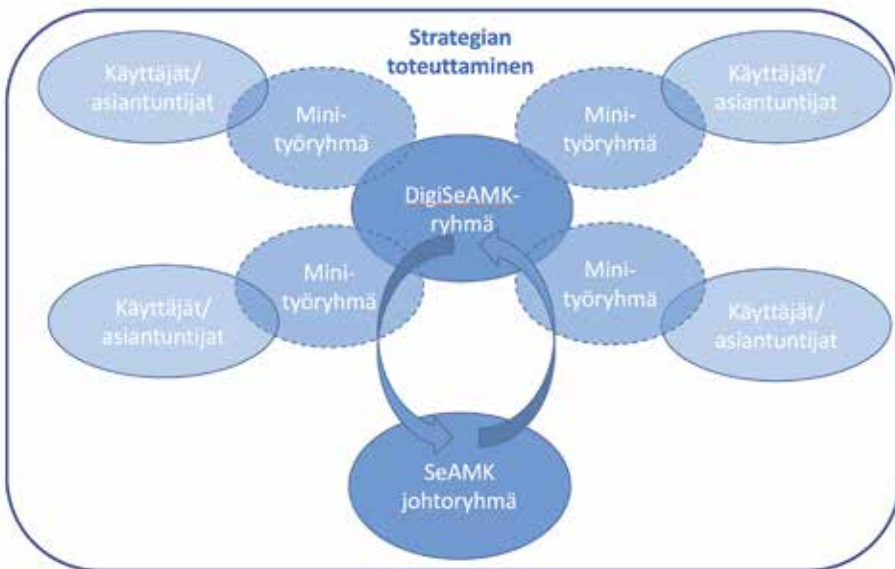 Strategian
toteuttaminen
Käyttäjät/
asiantuntijat
Mini-
työryhmä
Mini-
työryhmä
Käyttäjät/
asiantuntijat
DigiSeAMK-
ryhmä
Käyttäjät/
asiantuntijat
Mini-
työryhmä
Mini-
työryhmä
Käyttäjät/
asiantuntijat
SeAMK
johtoryhmä